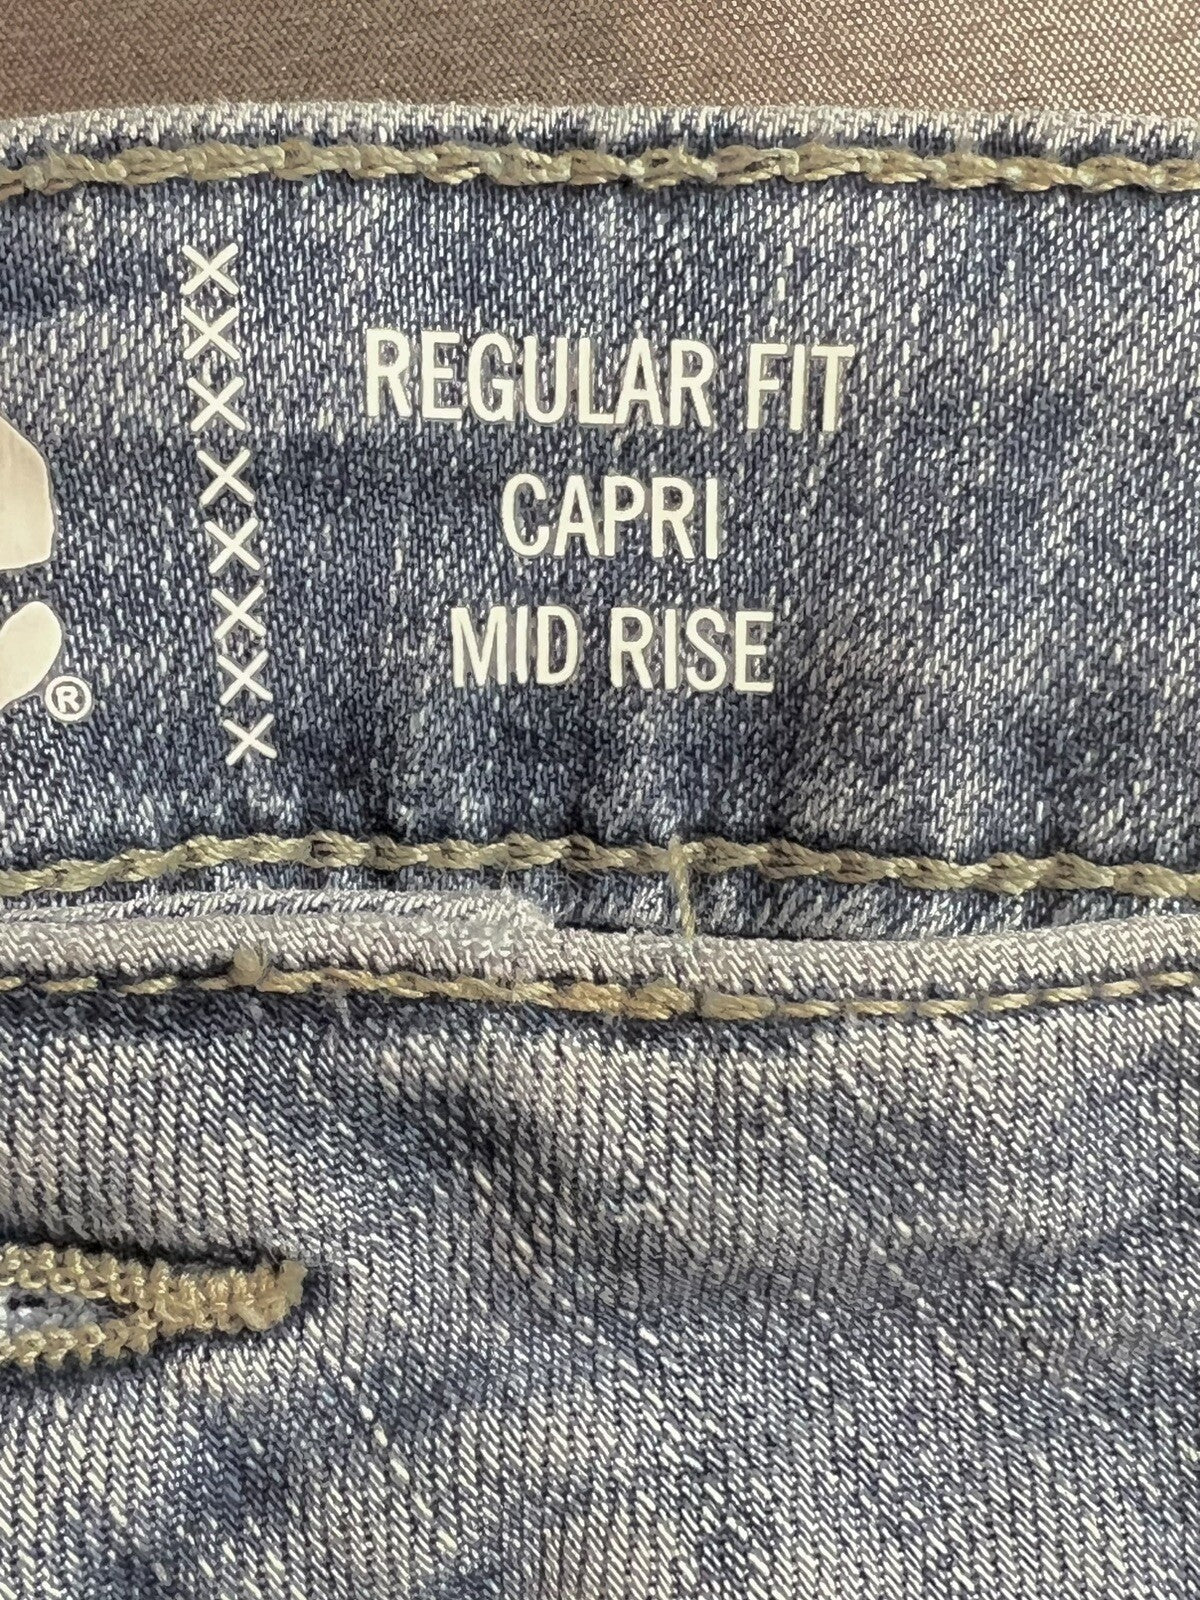 REGULAR FIT
CAPRI
MID RISE
®